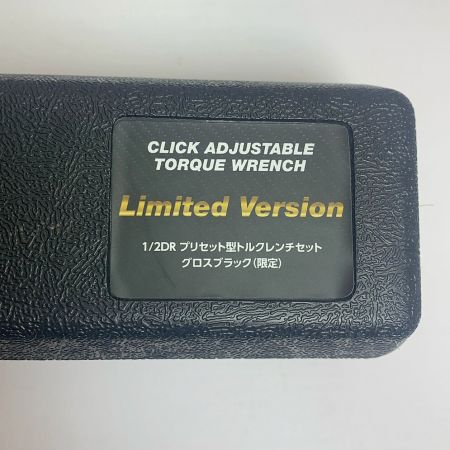 CLICK ADJUSTABLE
TORQUE WRENCH
Limited Version
1/2DR プリセット型トルクレンチセット
グロスブラック(限定)